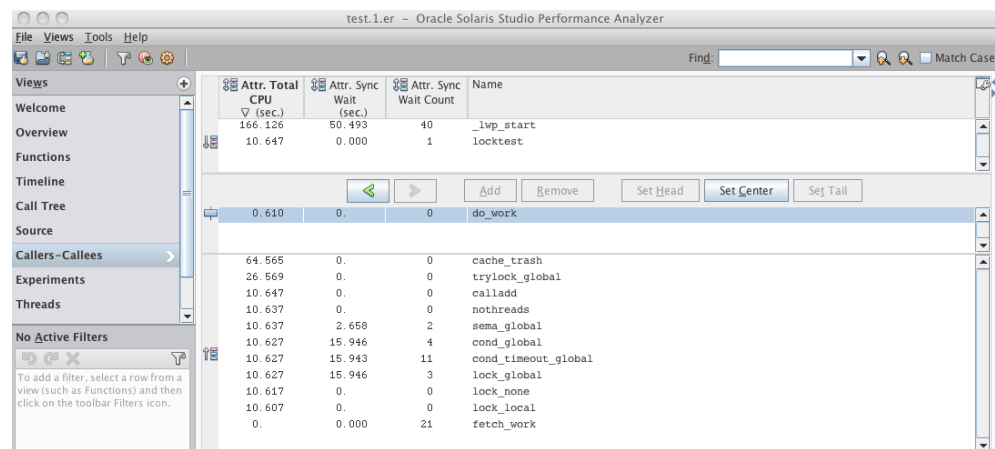 test.1.er – Oracle Solaris Studio Performance Analyzer
File Views Tools Help
Find: Match Case
Views
Welcome
Overview
Functions
Timeline
Call Tree
Source
Callers-Callees
Experiments
Threads
No Active Filters
To add a filter, select a row from a
view (such as Functions) and then
click on the toolbar Filters icon.
Attr. Total Attr. Sync Attr. Sync Name
CPU Wait Wait Count
(sec.) (sec.)
166.126 50.493 40 _lwp_start
10.647 0.000 1 locktest
Add Remove Set Head Set Center Set Tail
0.610 0. 0 do_work
64.565 0. 0 cache_trash
26.569 0. 0 trylock_global
10.647 0. 0 calladd
10.637 0. 0 nothreads
10.637 2.658 2 sema_global
10.627 15.946 4 cond_global
10.627 15.943 11 cond_timeout_global
10.627 15.946 3 lock_global
10.617 0. 0 lock_none
10.607 0. 0 lock_local
0. 0.000 21 fetch_work